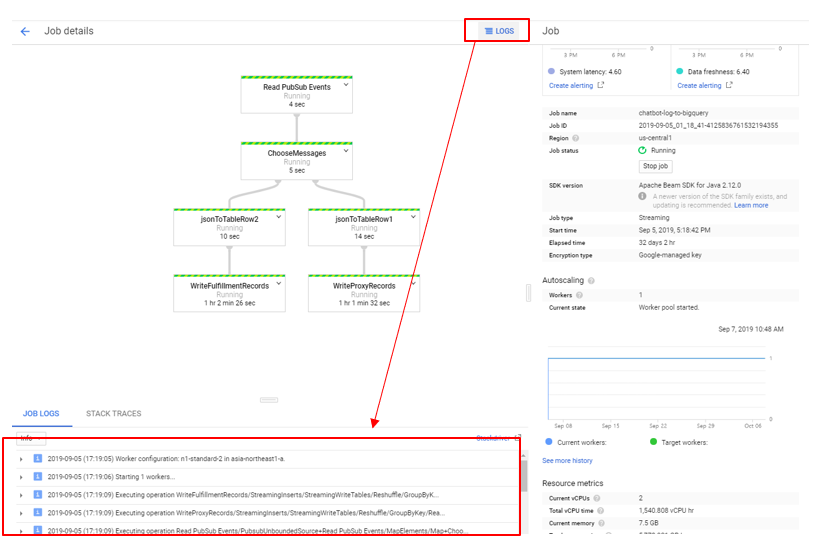 Job details
LOGS
Read PubSub Events
Running
4 sec
ChooseMessages
Running
5 sec
jsonToTableRow2
Running
10 sec
jsonToTableRow1
Running
14 sec
WriteFulfillmentRecords
Running
1 hr 2 min 26 sec
WriteProxyRecords
Running
1 hr 1 min 32 sec
JOB LOGS
STACK TRACES
Info
Stackdriver
2019-09-05 (17:19:05) Worker configuration: n1-standard-2 in asia-northeast1-a.
2019-09-05 (17:19:06) Starting 1 workers...
2019-09-05 (17:19:09) Executing operation WriteFulfillmentRecords/StreamingInserts/StreamingWriteTables/Reshuffle/GroupByK...
2019-09-05 (17:19:09) Executing operation WriteProxyRecords/StreamingInserts/StreamingWriteTables/Reshuffle/GroupByKey/Rea...
2019-09-05 (17:19:09) Executing operation Read PubSub Events/PubsubUnboundedSource+Read PubSub Events/MapElements/Map+Choo...
Job
0
0
3 PM 6 PM
3 PM 6 PM
System latency: 4.60
Create alerting
Data freshness: 6.40
Create alerting
Job name chatbot-log-to-bigquery
Job ID 2019-09-05_01_18_41-4125836761532194355
Region us-central1
Job status Running
Stop job
SDK version Apache Beam SDK for Java 2.12.0
A newer version of the SDK family exists, and
updating is recommended. Learn more
Job type Streaming
Start time Sep 5, 2019, 5:18:42 PM
Elapsed time 32 days 2 hr
Encryption type Google-managed key
Autoscaling
Workers 1
Current state Worker pool started.
Sep 7, 2019 10:48 AM
1
0
Sep 08 Sep 15 Sep 22 Sep 29 Oct 06
Current workers:
Target workers:
See more history
Resource metrics
Current vCPUs 2
Total vCPU time 1,540.808 vCPU hr
Current memory 7.5 GB